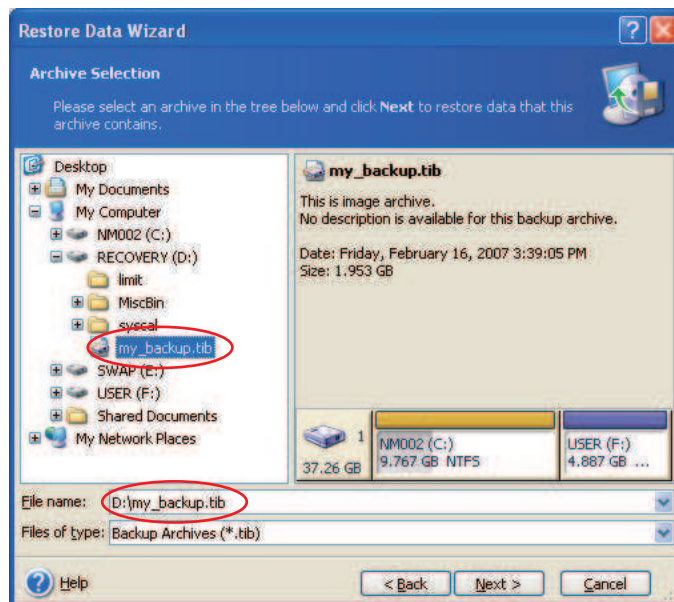 Restore Data Wizard
Archive Selection
Please select an archive in the tree below and click Next to restore data that this
archive contains.
Desktop
My Documents
My Computer
NM002 (C:)
RECOVERY (D:)
limit
MiscBin
syscal
my_backup.tib
SWAP (E:)
USER (F:)
Shared Documents
My Network Places
my_backup.tib
This is image archive.
No description is available for this backup archive.
Date: Friday, February 16, 2007 3:39:05 PM
Size: 1.953 GB
1
37.26 GB
NM002 (C:)
9.767 GB NTFS
USER (F:)
4.887 GB ...
File name: D:\my_backup.tib
Files of type: Backup Archives (*.tib)
Help
< Back
Next >
Cancel